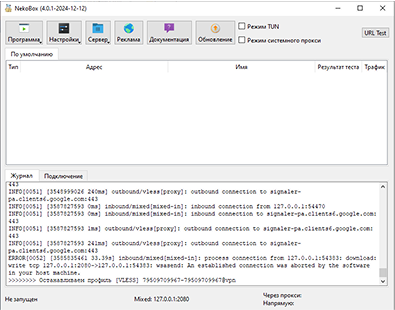 NekoBox (4.0.1-2024-12-12)
Программа Настройки Сервер Реклама Документация Обновление
Режим TUN
Режим системного прокси
URL Test
По умолчанию
Тип Адрес Имя Результат теста Трафик
Журнал Подключение
443
INFO[0051] [3548999026 240ms] outbound/vless[proxy]: outbound connection to signaler-
pa.clients6.google.com:443
INFO[0051] [3587827593 0ms] inbound/mixed[mixed-in]: inbound connection from 127.0.0.1:54470
INFO[0051] [3587827593 0ms] inbound/mixed[mixed-in]: inbound connection to signaler-pa.clients6.google.com:
443
INFO[0051] [3587827593 1ms] outbound/vless[proxy]: outbound connection to signaler-
pa.clients6.google.com:443
INFO[0051] [3587827593 241ms] outbound/vless[proxy]: outbound connection to signaler-
pa.clients6.google.com:443
ERROR[0052] [3585835461 33.39s] inbound/mixed[mixed-in]: process connection from 127.0.0.1:54383: download:
write tcp 127.0.0.1:2080->127.0.0.1:54383: wsasend: An established connection was aborted by the software
in your host machine.
>>>>>>>> Останавливаем профиль [VLESS] 79509709967-79509709967@vpn
Не запущен
Mixed: 127.0.0.1:2080
Через прокси:
Напрямую: